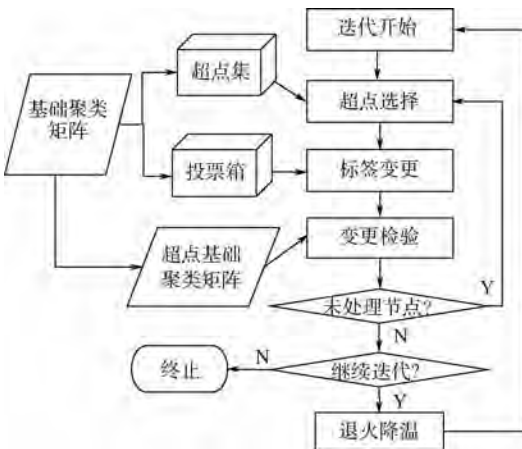 迭代开始
超点集
基础聚类
矩阵
超点选择
投票箱
标签变更
超点基础
聚类矩阵
变更检验
Y
未处理节点?
N
终止
N
继续迭代?
Y
退火降温